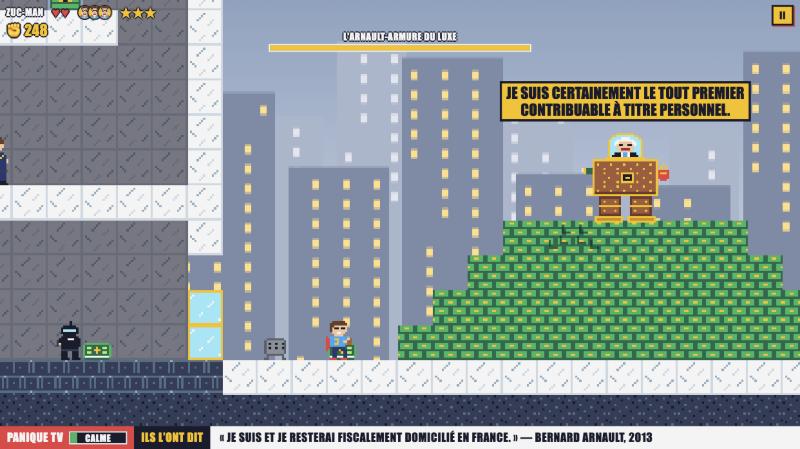 ZUC-MAN
248
L'ARNAULT-ARMURE DU LUXE
JE SUIS CERTAINEMENT LE TOUT PREMIER
CONTRIBUABLE À TITRE PERSONNEL.
PANIQUE TV CALME ILS L'ONT DIT « JE SUIS ET JE RESTERAI FISCALEMENT DOMICILIÉ EN FRANCE. » — BERNARD ARNAULT, 2013